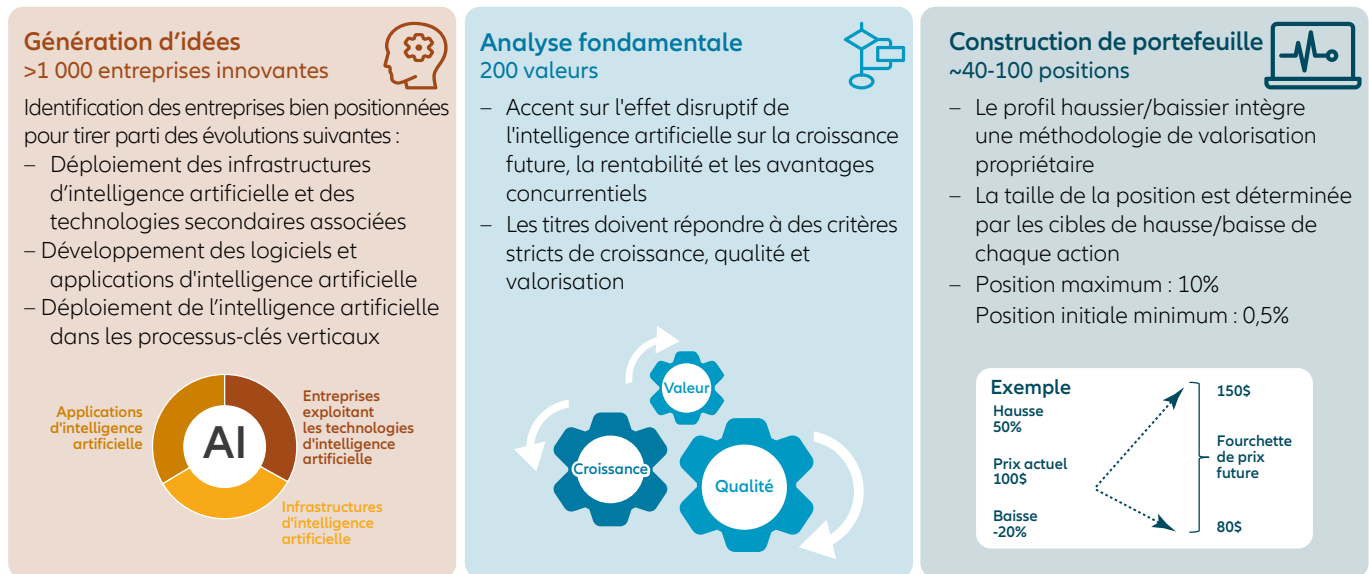 Génération d’idées
>1 000 entreprises innovantes
Identification des entreprises bien positionnées
pour tirer parti des évolutions suivantes :
– Déploiement des infrastructures
d’intelligence artificielle et des
technologies secondaires associées
– Développement des logiciels et
applications d'intelligence artificielle
– Déploiement de l’intelligence artificielle
dans les processus-clés verticaux
Applications
d'intelligence
artificielle
AI
Entreprises
exploitant
les technologies
d'intelligence
artificielle
Infrastructures
d'intelligence
artificielle
Analyse fondamentale
200 valeurs
– Accent sur l'effet disruptif de
l'intelligence artificielle sur la croissance
future, la rentabilité et les avantages
concurrentiels
– Les titres doivent répondre à des critères
stricts de croissance, qualité et
valorisation
Valeur
Croissance
Qualité
Construction de portefeuille
~40-100 positions
– Le profil haussier/baissier intègre
une méthodologie de valorisation
propriétaire
– La taille de la position est déterminée
par les cibles de hausse/baisse de
chaque action
– Position maximum : 10%
Position initiale minimum : 0,5%
Exemple
Hausse
50%
Prix actuel
100$
Baisse
-20%
150$
Fourchette
de prix
future
80$